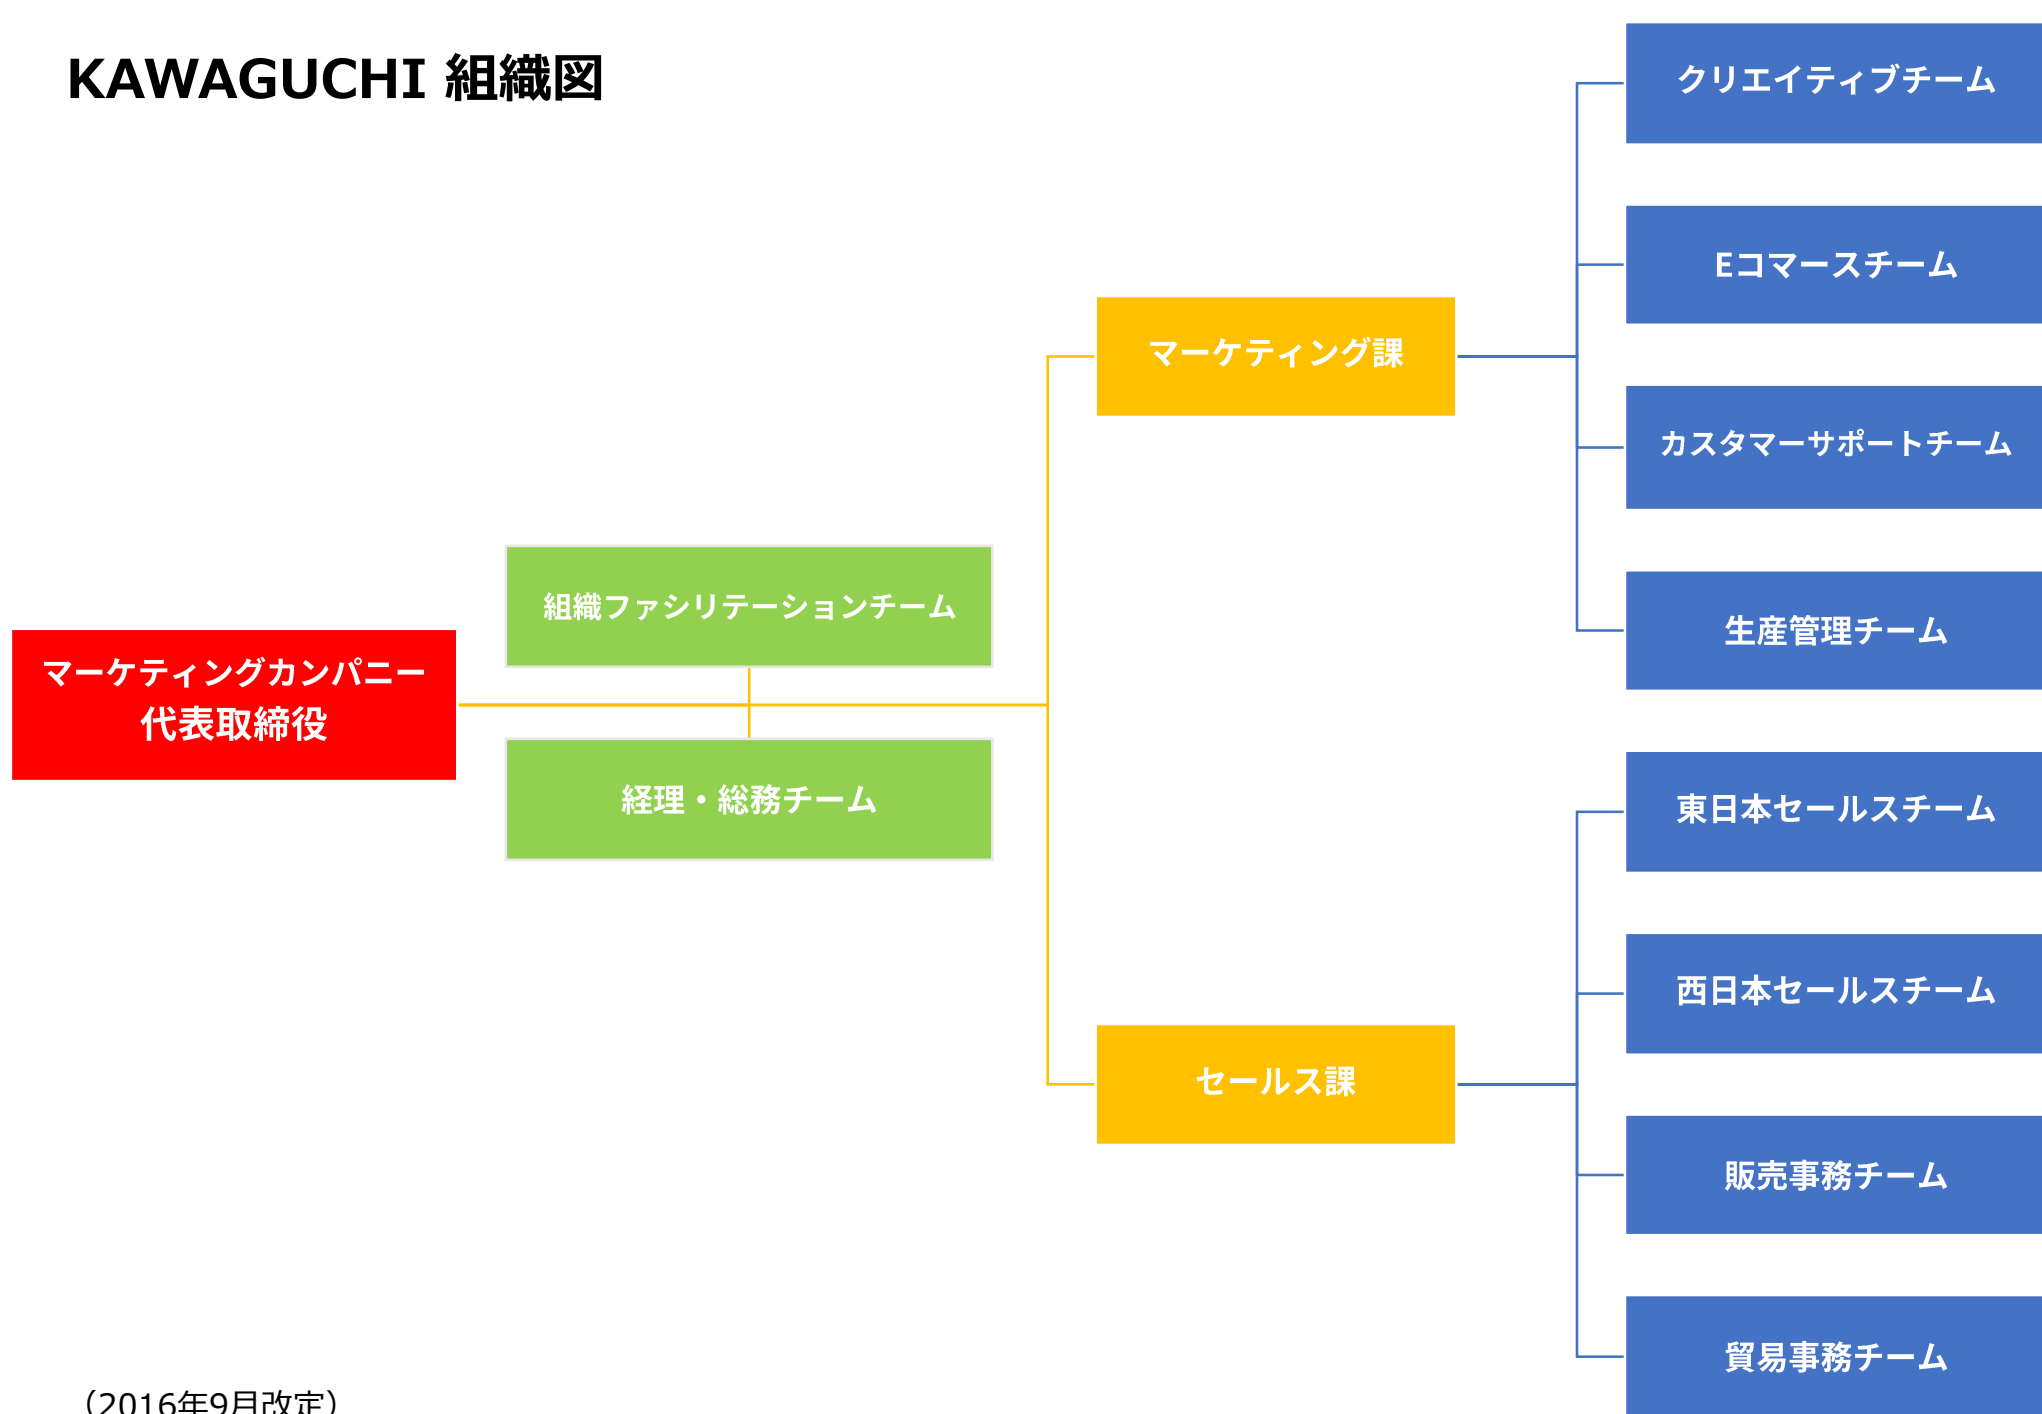 KAWAGUCHI 組織図
マーケティングカンパニー
代表取締役
組織ファシリテーションチーム
経理・総務チーム
マーケティング課
クリエイティブチーム
Eコマースチーム
カスタマーサポートチーム
生産管理チーム
セールス課
東日本セールスチーム
西日本セールスチーム
販売事務チーム
貿易事務チーム
（2016年9月改定）